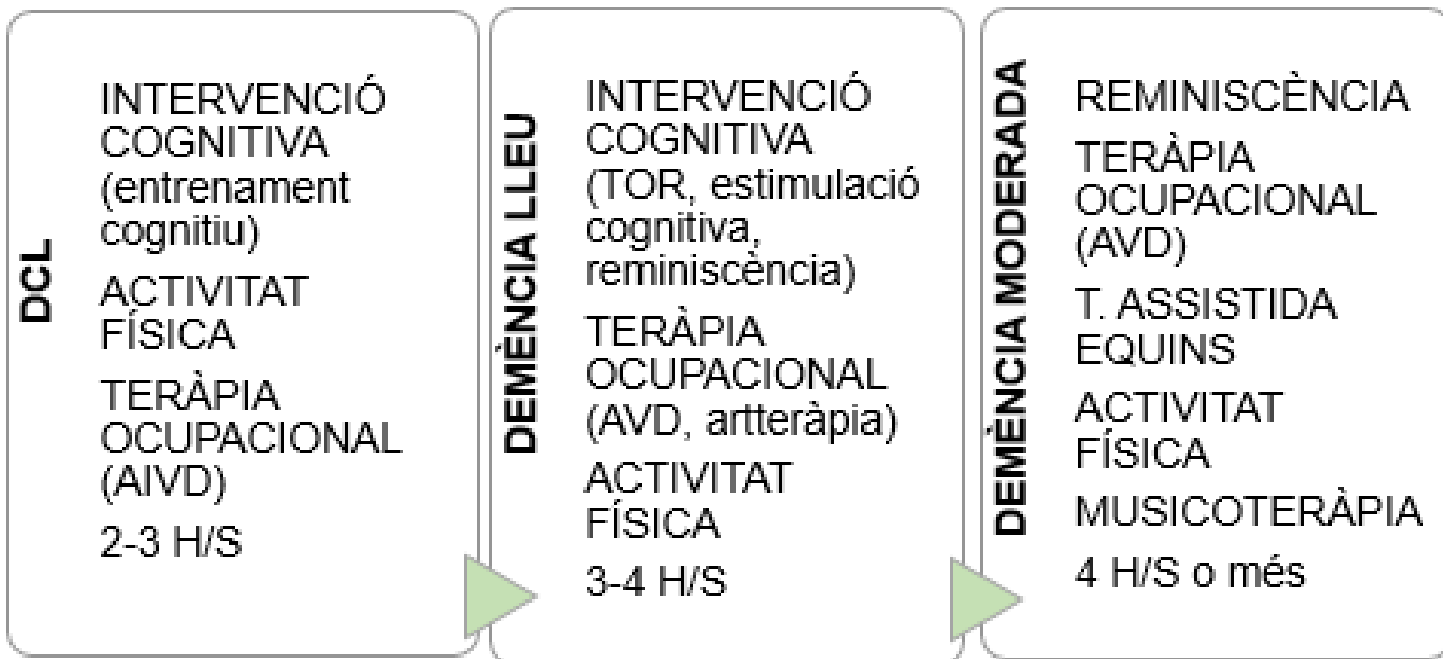 DCL
INTERVENCIÓ
COGNITIVA
(entrenament
cognitiu)
ACTIVITAT
FÍSICA
TERÀPIA
OCUPACIONAL
(AIVD)
2-3 H/S
DEMÈNCIA LLEU
INTERVENCIÓ
COGNITIVA
(TOR, estimulació
cognitiva,
reminiscència)
TERÀPIA
OCUPACIONAL
(AVD, artteràpia)
ACTIVITAT
FÍSICA
3-4 H/S
DEMÈNCIA MODERADA
REMINISCÈNCIA
TERÀPIA
OCUPACIONAL
(AVD)
T. ASSISTIDA
EQUINS
ACTIVITAT
FÍSICA
MUSICOTERÀPIA
4 H/S o més